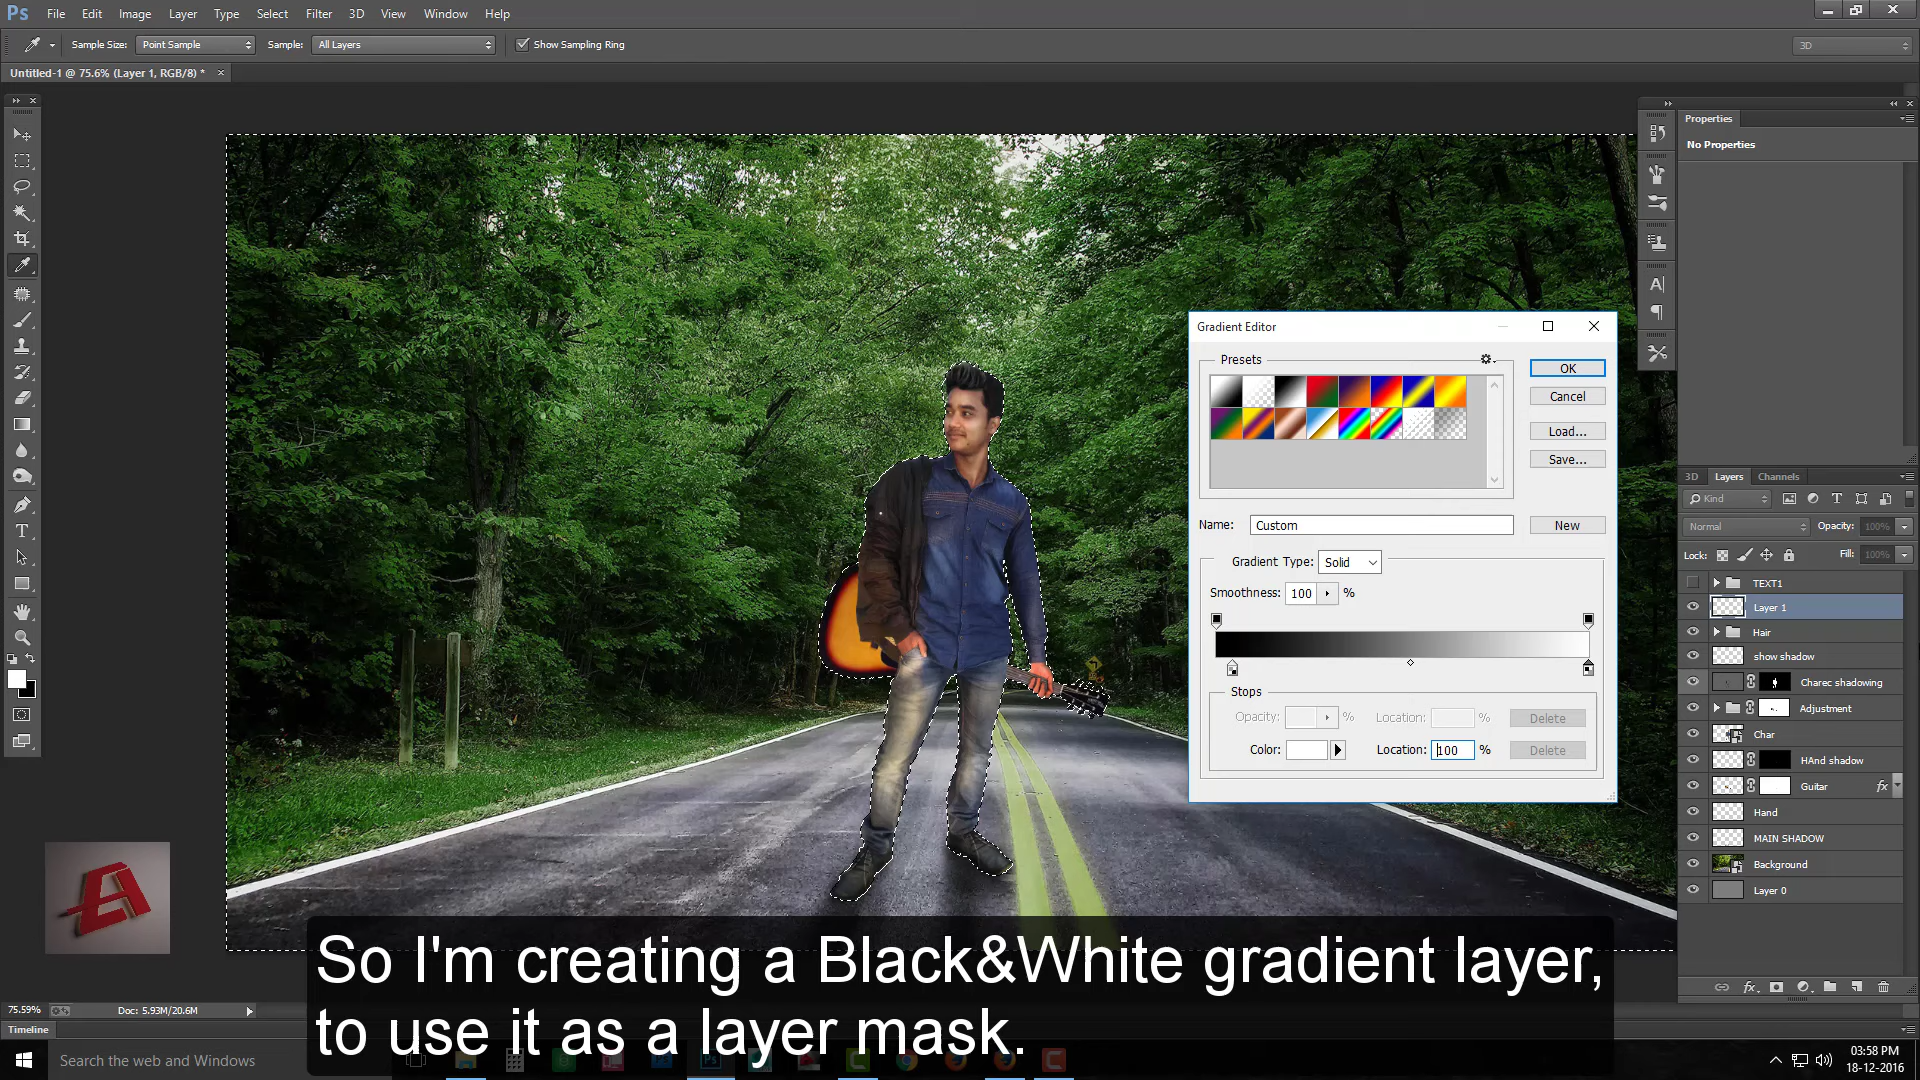 Ps File Edit Image Layer Type Select Filter 3D View Window Help
Sample Size: Point Sample Sample: All Layers Show Sampling Ring 3D
Untitled-1 @ 75.6% (Layer 1, RGB/8) *
Properties
No Properties
Gradient Editor
Presets
OK
Cancel
Load...
Save...
Name: Custom New
Gradient Type: Solid
Smoothness: 100 %
Stops
Opacity: % Location: % Delete
Color: Location: 100 % Delete
3D Layers Channels
Kind
Normal Opacity: 100%
Lock: Fill: 100%
TEXT1
Layer 1
Hair
show shadow
Charec shadowing
Adjustment
Char
HAnd shadow
Guitar fx
Hand
MAIN SHADOW
Background
Layer 0
So I'm creating a Black&White gradient layer,
to use it as a layer mask.
75.59% Doc: 5.93M/20.6M
Timeline
Search the web and Windows
03:58 PM
18-12-2016